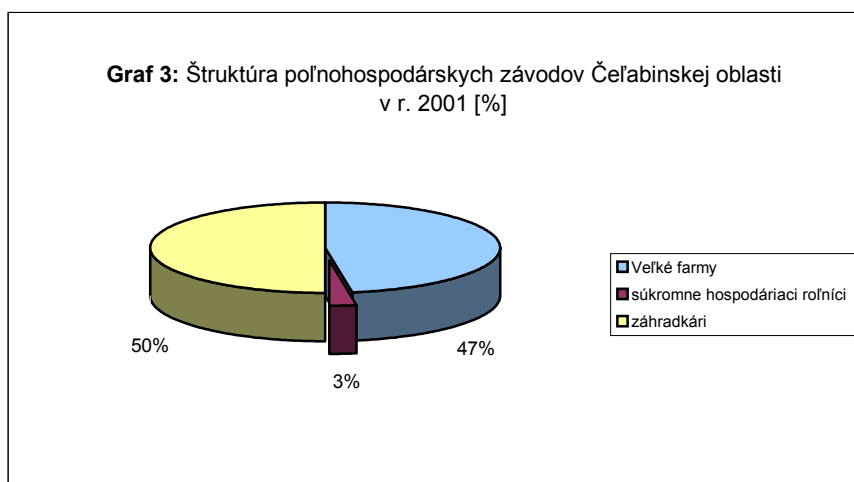 Graf 3: Štruktúra poľnohospodárskych závodov Čeľabinskej oblasti
v r. 2001 [%]
Veľké farmy
súkromne hospodáriaci roľníci
záhradkári
50%
47%
3%